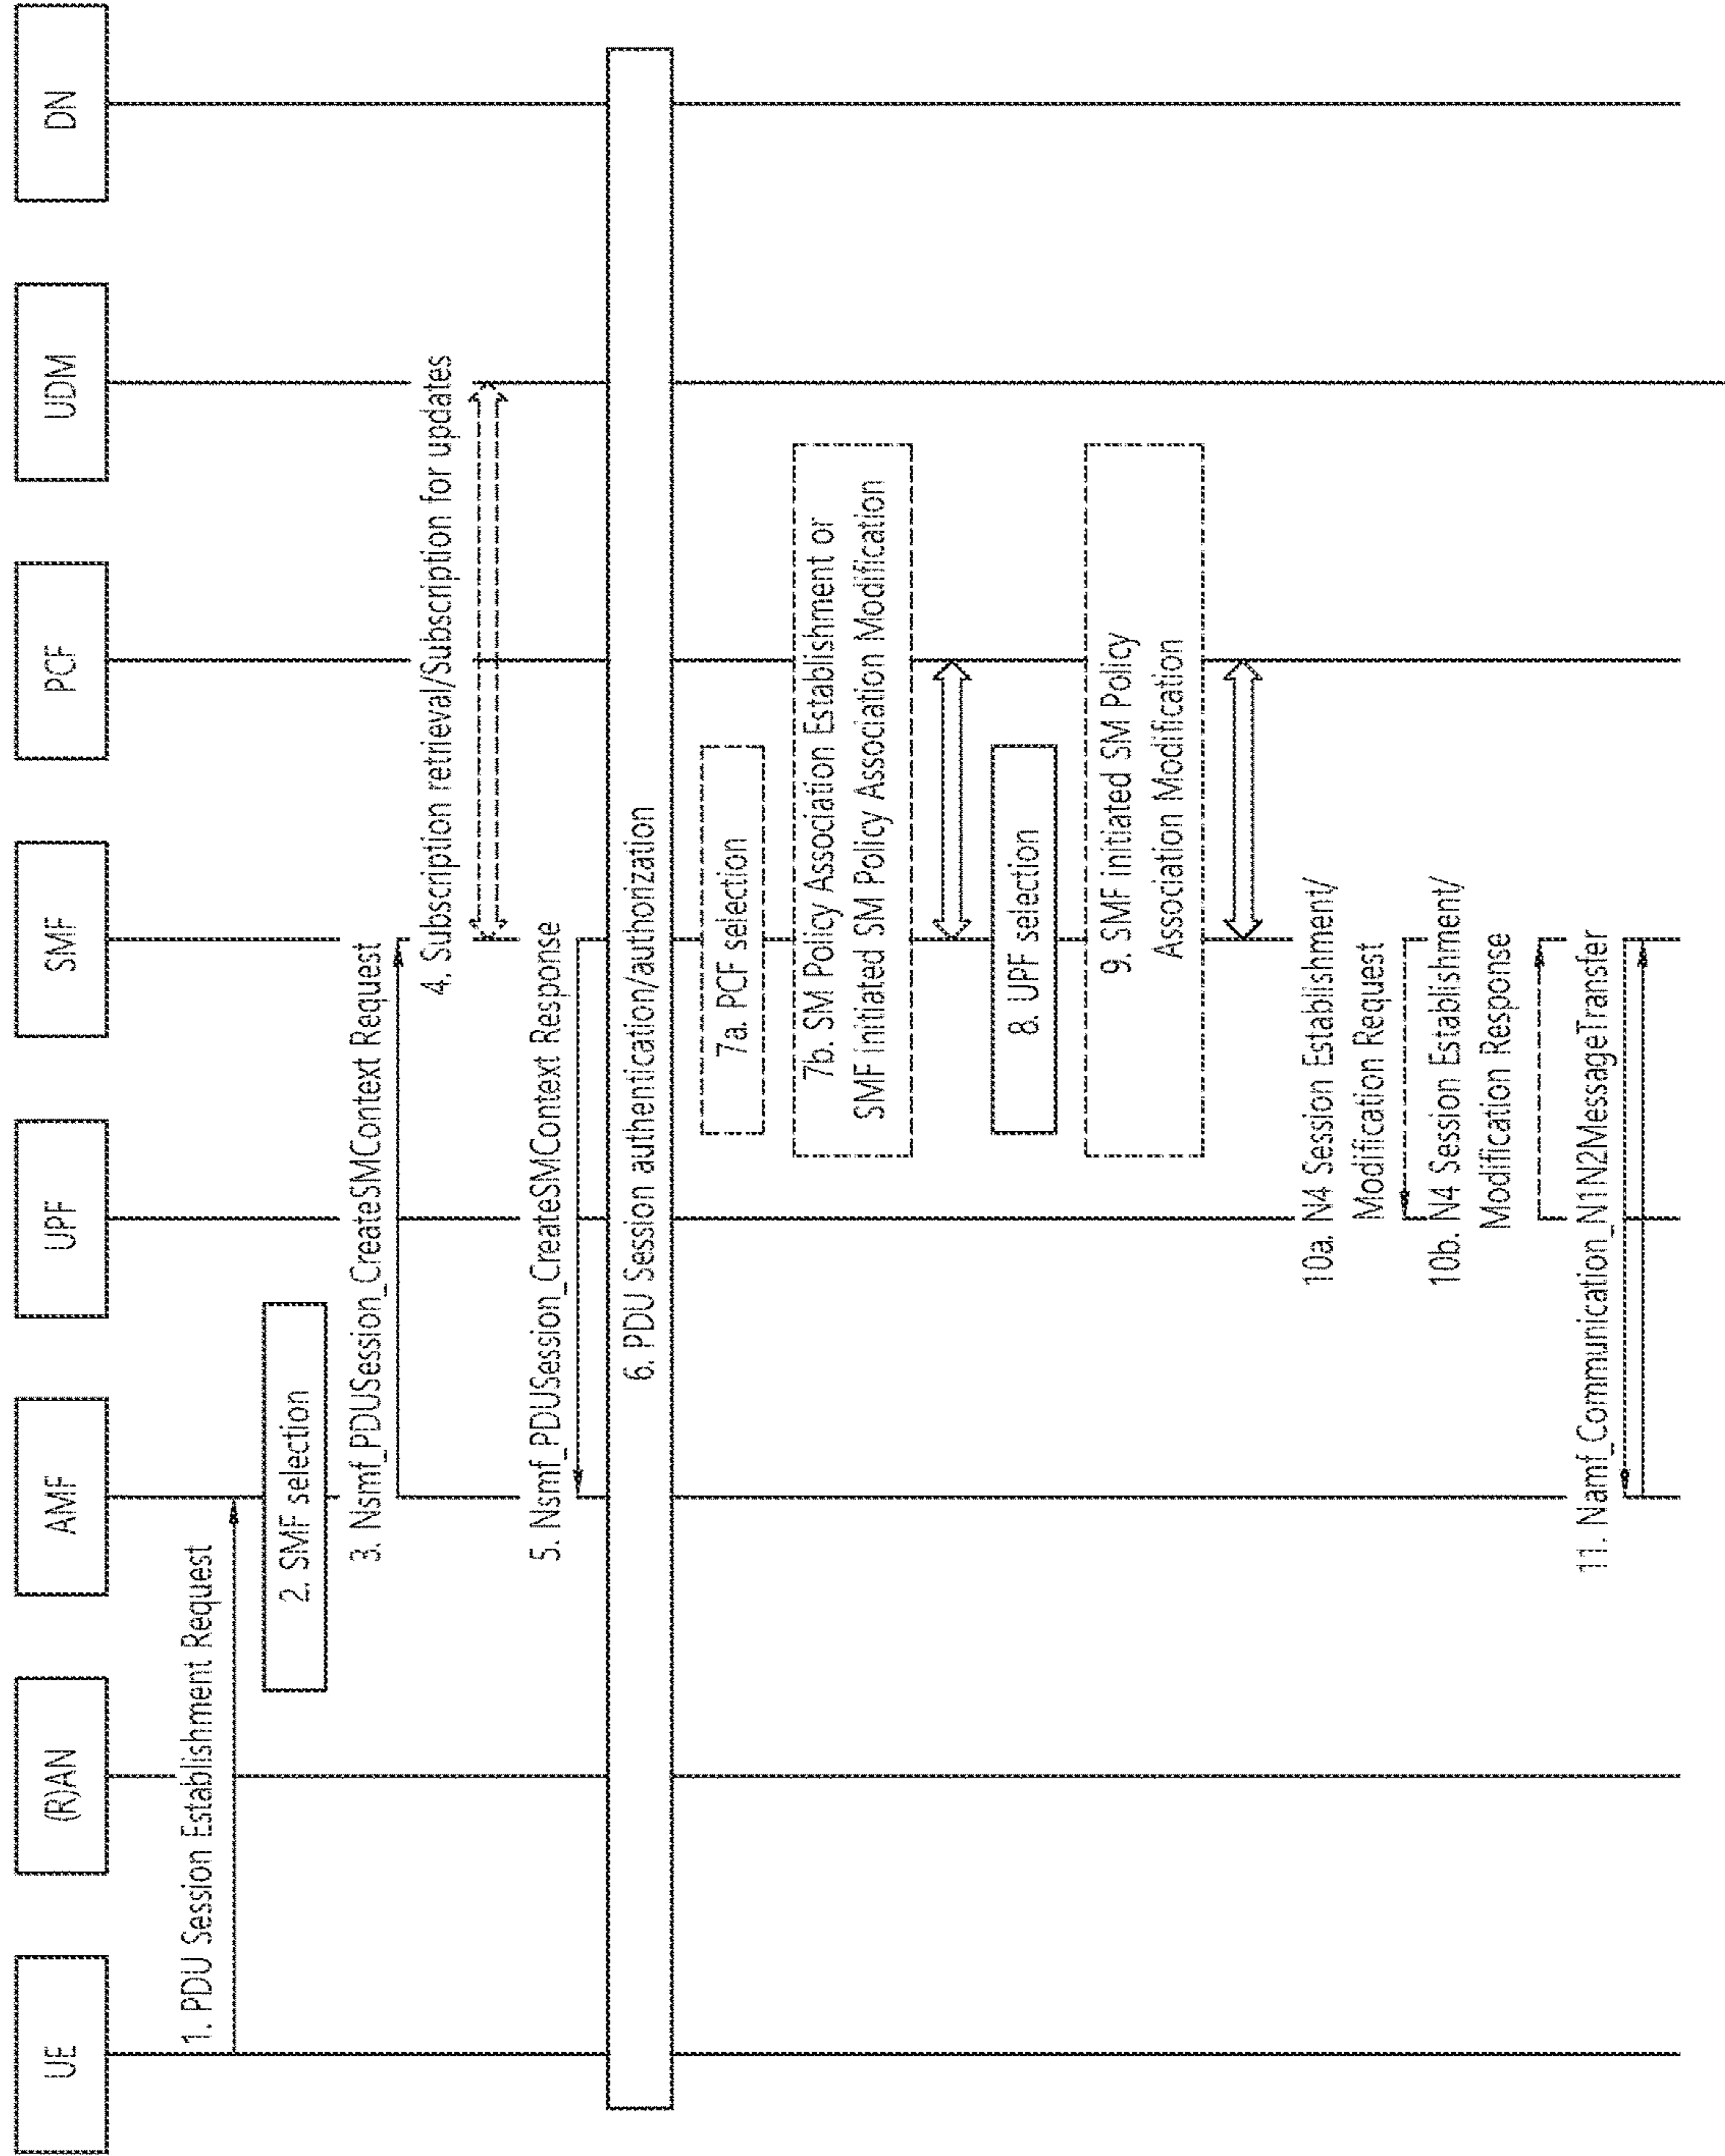 UE
(R)AN
AMF
UPF
SMF
PCF
UDM
DN
1. PDU Session Establishment Request
2. SMF selection
3. Nsmf_PDUSession_CreateSMContext Request
4. Subscription retrieval/Subscription for updates
5. Nsmf_PDUSession_CreateSMContext Response
6. PDU Session authentication/authorization
7a. PCF selection
7b. SM Policy Association Establishment or
SMF initiated SM Policy Association Modification
8. UPF selection
9. SMF initiated SM Policy
Association Modification
10a. N4 Session Establishment/
Modification Request
10b. N4 Session Establishment/
Modification Response
11. Namf_Communication_N1N2MessageTransfer